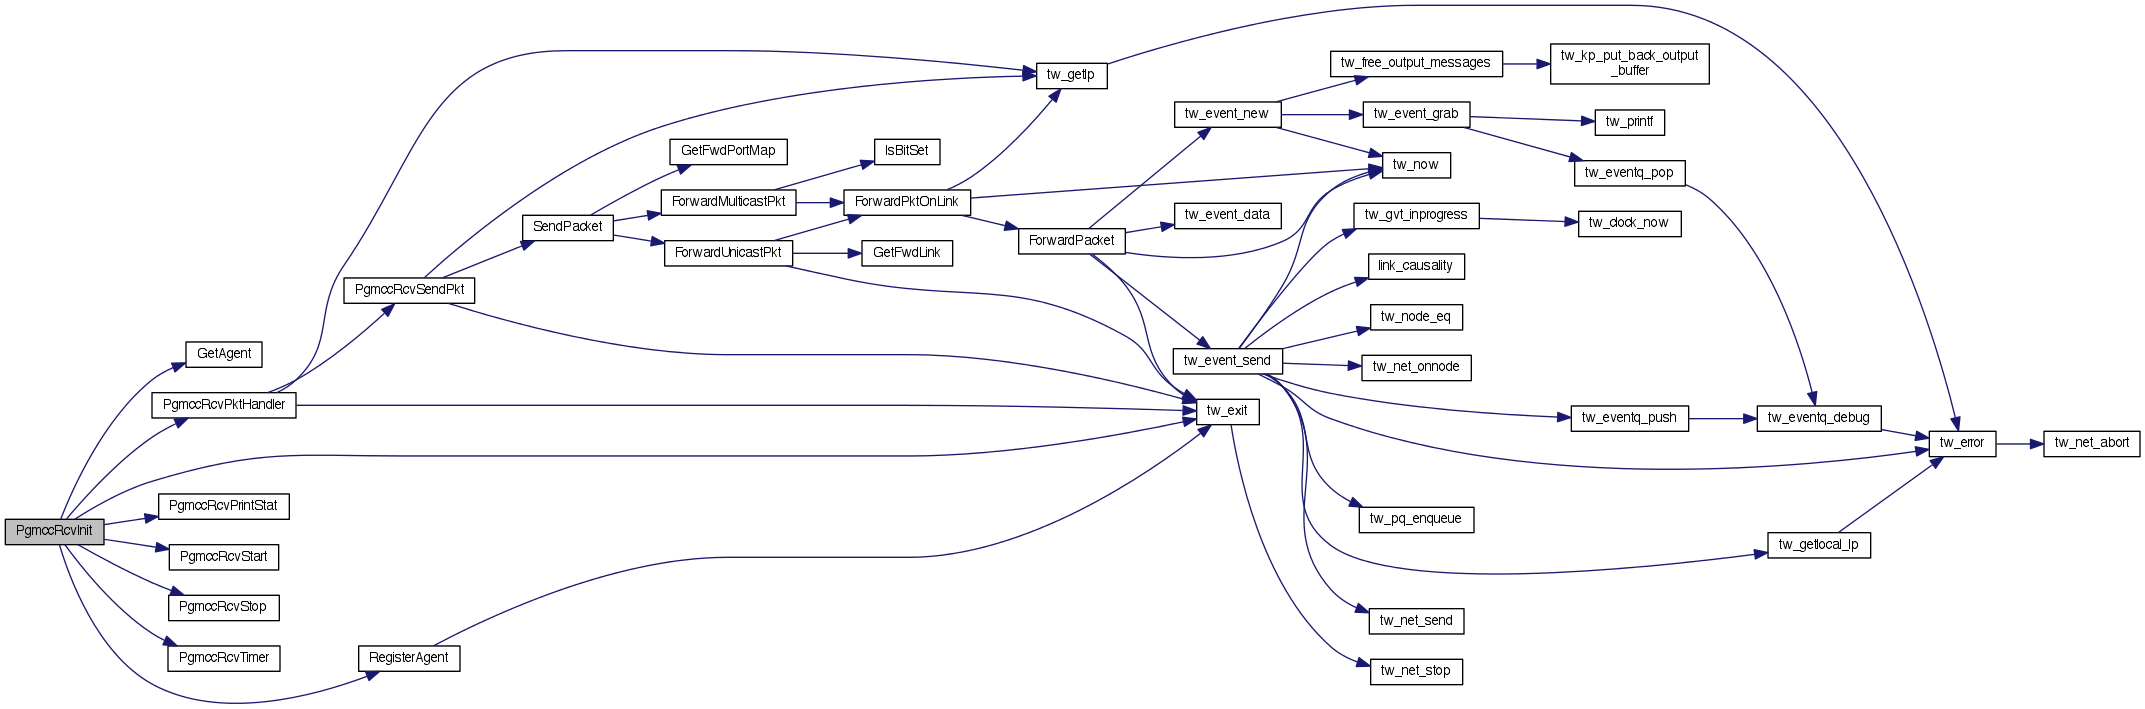 tw_kp_put_back_output
_buffer
tw_free_output_messages
tw_getlp
tw_event_new
tw_event_grab
tw_printf
GetFwdPortMap
IsBitSet
tw_now
tw_eventq_pop
ForwardMulticastPkt
ForwardPktOnLink
tw_event_data
tw_gvt_inprogress
tw_clock_now
SendPacket
ForwardPacket
ForwardUnicastPkt
GetFwdLink
link_causality
PgmccRcvSendPkt
tw_node_eq
GetAgent
tw_event_send
tw_net_onnode
PgmccRcvPktHandler
tw_exit
tw_eventq_push
tw_eventq_debug
tw_error
tw_net_abort
PgmccRcvPrintStat
tw_pq_enqueue
PgmccRcvInit
tw_getlocal_lp
PgmccRcvStart
PgmccRcvStop
tw_net_send
PgmccRcvTimer
RegisterAgent
tw_net_stop